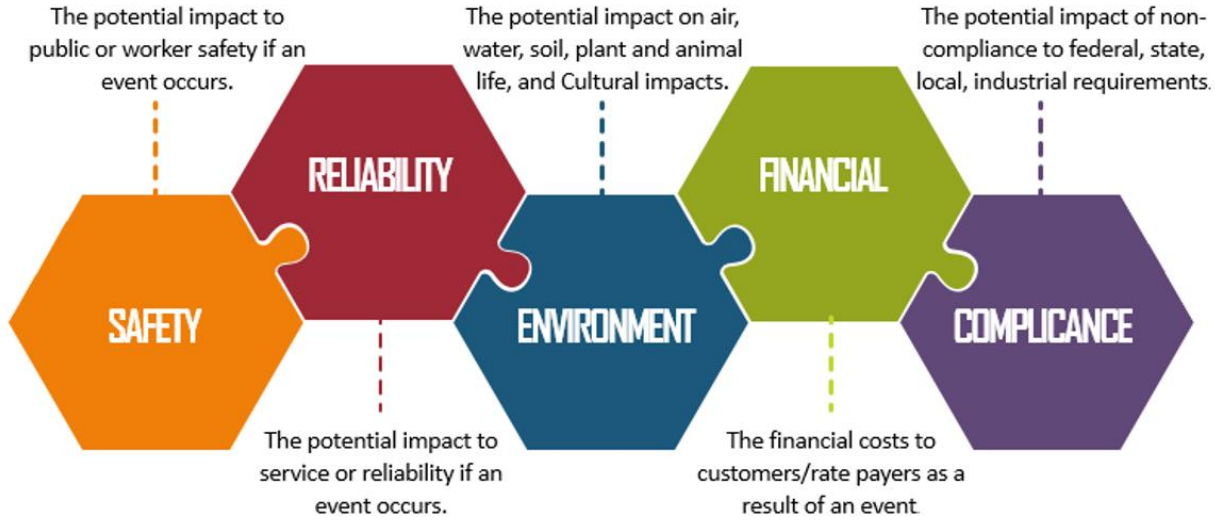 The potential impact to
public or worker safety if an
event occurs.
SAFETY
RELIABILITY
The potential impact to
service or reliability if an
event occurs.
The potential impact on air,
water, soil, plant and animal
life, and Cultural impacts.
ENVIRONMENT
FINANCIAL
The financial costs to
customers/rate payers as a
result of an event.
The potential impact of non-
compliance to federal, state,
local, industrial requirements.
COMPLICANCE